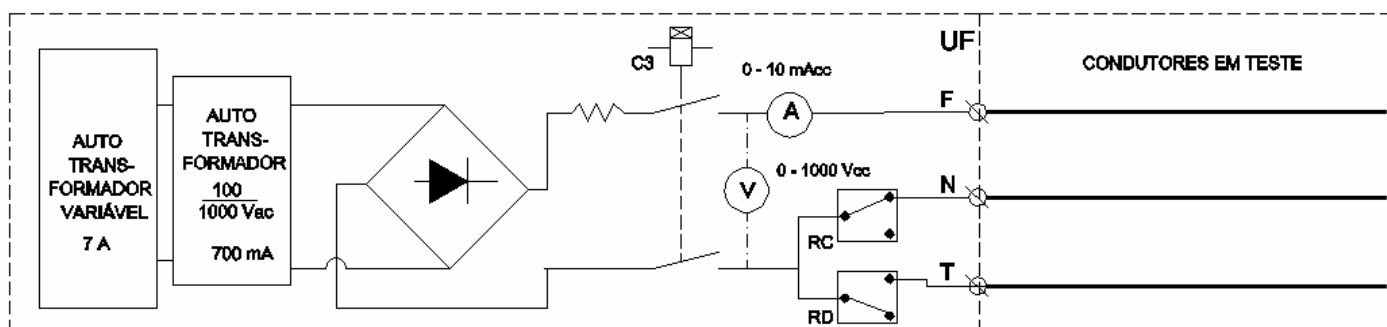 AUTO
TRANS-
FORMADOR
VARIÁVEL
7 A
AUTO
TRANS-
FORMADOR
100
1000 Vac
700 mA
C3
0 - 10 mAcc
A
0 - 1000 Vcc
V
RC
RD
UF
F
N
T
CONDUTORES EM TESTE